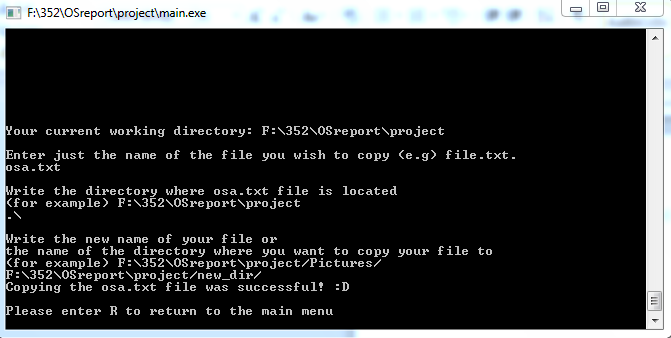 F:\352\OSreport\project\main.exe
Your current working directory: F:\352\OSreport\project
Enter just the name of the file you wish to copy (e.g) file.txt.
osa.txt
Write the directory where osa.txt file is located
(for example) F:\352\OSreport\project
.\
Write the new name of your file or
the name of the directory where you want to copy your file to
(for example) F:\352\OSreport\project/Pictures/
F:\352\OSreport\project/new_dir/
Copying the osa.txt file was successful! :D
Please enter R to return to the main menu